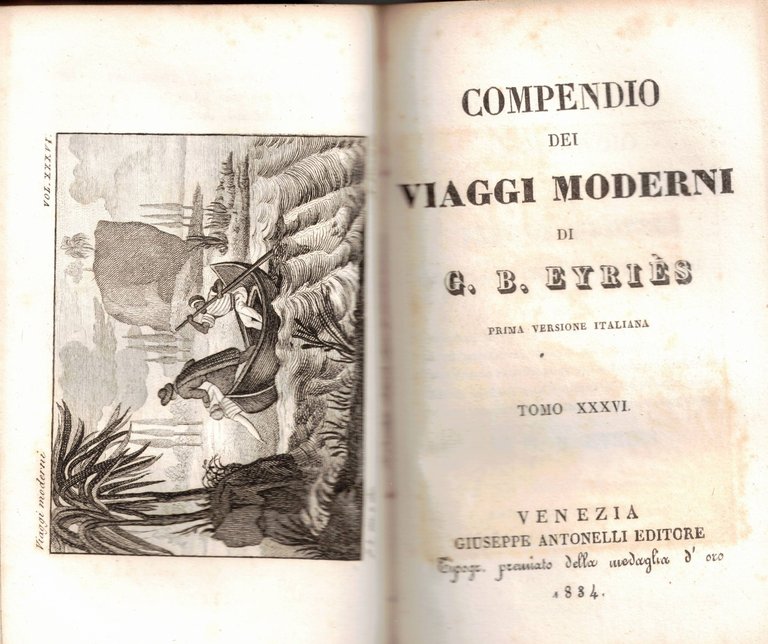 Viaggi moderni
VOL. XXXVI.
COMPENDIO
DEI
VIAGGI MODERNI
DI
G. B. EYRIÈS
PRIMA VERSIONE ITALIANA
TOMO XXXVI.
VENEZIA
GIUSEPPE ANTONELLI EDITORE
Tipogr. premiato della medaglia d' oro
1834.